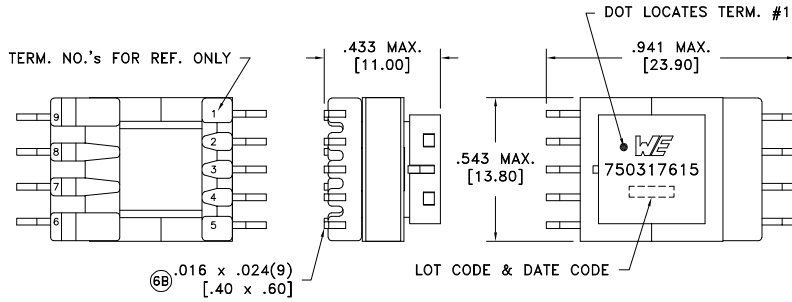 DOT LOCATES TERM. #1
.433 MAX.
[11.00]
.941 MAX.
[23.90]
TERM. NO.'s FOR REF. ONLY
9
8
7
6
1
2
3
4
5
.543 MAX.
[13.80]
WE
750317615
6B .016 x .024(9)
[.40 x .60]
LOT CODE & DATE CODE